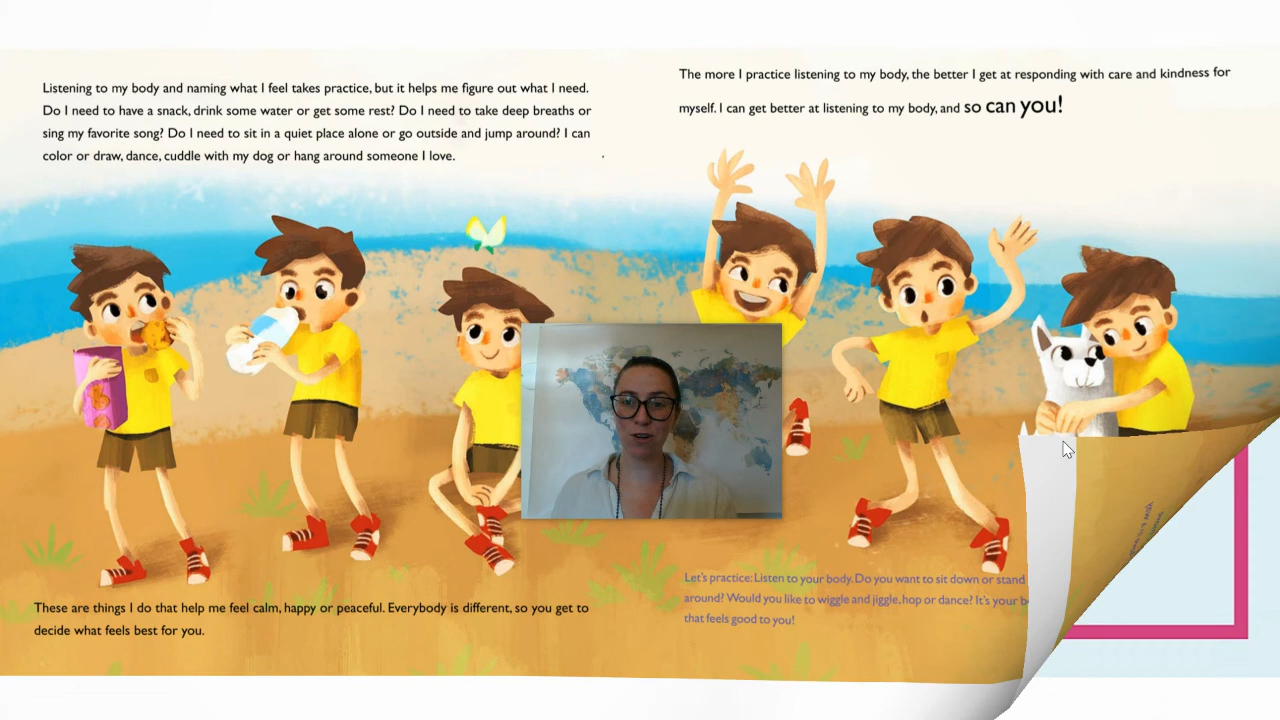 Listening to my body and naming what I feel takes practice, but it helps me figure out what I need.
Do I need to have a snack, drink some water or get some rest? Do I need to take deep breaths or
sing my favorite song? Do I need to sit in a quiet place alone or go outside and jump around? I can
color or draw, dance, cuddle with my dog or hang around someone I love.
These are things I do that help me feel calm, happy or peaceful. Everybody is different, so you get to
decide what feels best for you.
The more I practice listening to my body, the better I get at responding with care and kindness for
myself. I can get better at listening to my body, and so can you!
Let's practice: Listen to your body. Do you want to sit down or stand
around? Would you like to wiggle and jiggle, hop or dance? It's your
that feels good to you!